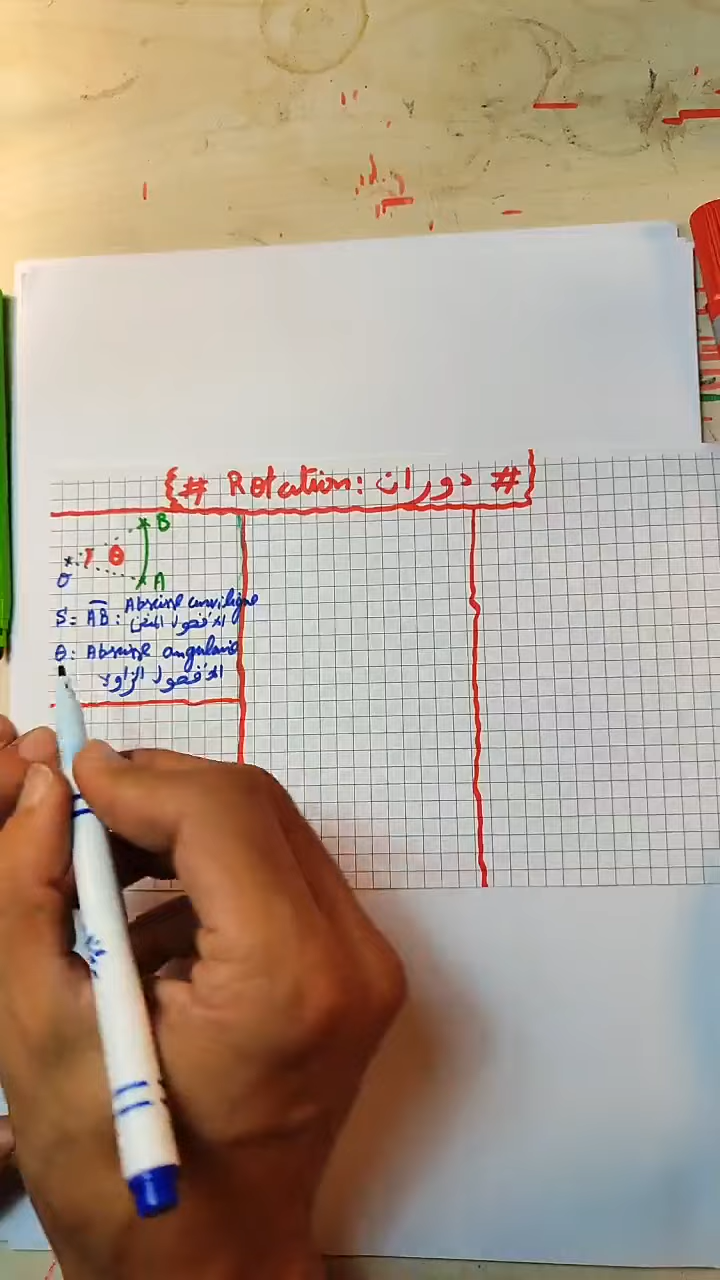 {# Rotation: دوران #}
B
r θ
O A
S = AB : Abscisse curviligne
الأفصول المنحني
θ : Abscisse angulaire
الأفصول الزاوي